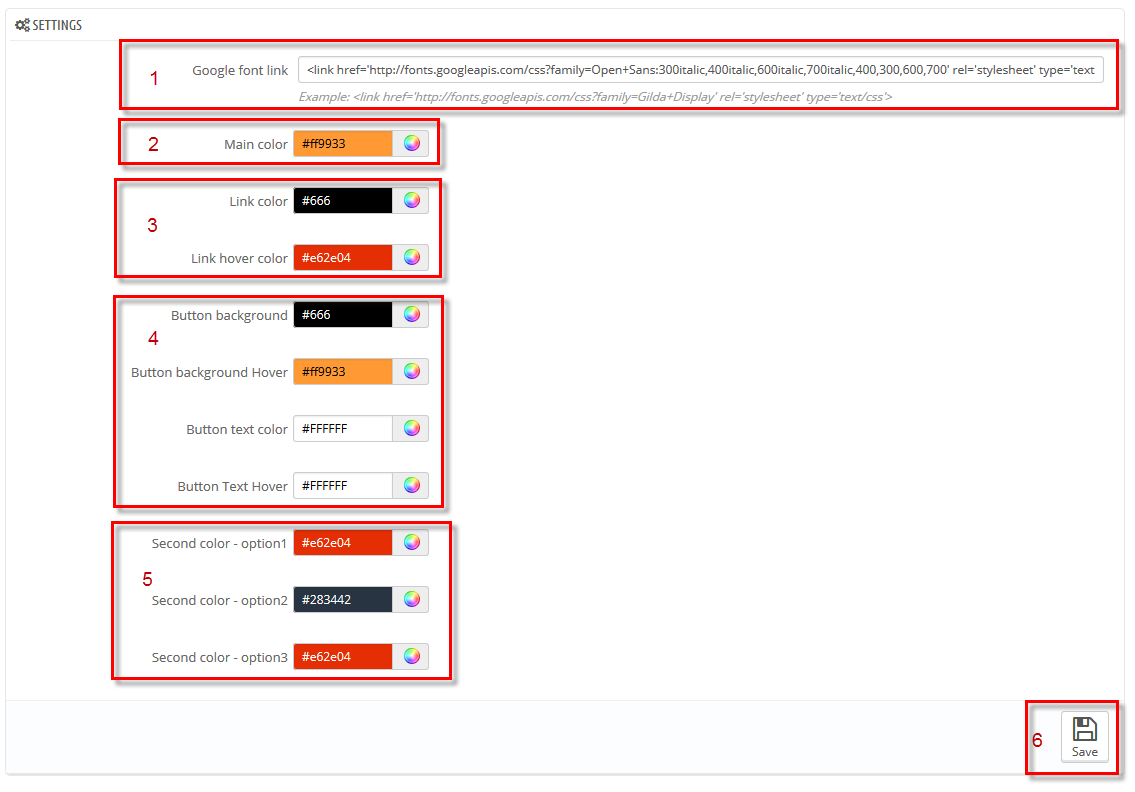 SETTINGS
1 Google font link <link href='http://fonts.googleapis.com/css?family=Open+Sans:300italic,400italic,600italic,700italic,400,300,600,700' rel='stylesheet' type='text
Example: <link href='http://fonts.googleapis.com/css?family=Gilda+Display' rel='stylesheet' type='text/css'>
2 Main color #ff9933
Link color #666
3
Link hover color #e62e04
Button background #666
4
Button background Hover #ff9933
Button text color #FFFFFF
Button Text Hover #FFFFFF
Second color - option1 #e62e04
5
Second color - option2 #283442
Second color - option3 #e62e04
6
Save